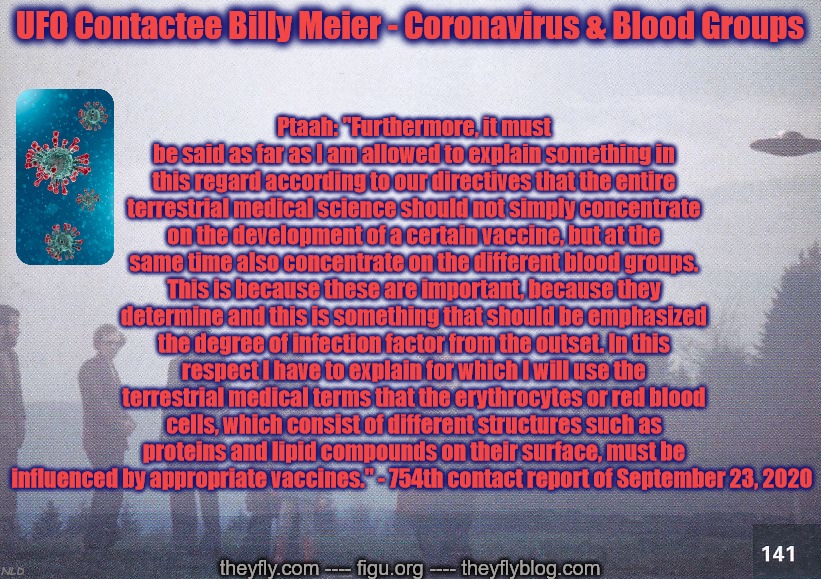 UFO Contactee Billy Meier - Coronavirus & Blood Groups
Ptaah: "Furthermore, it must
be said as far as I am allowed to explain something in
this regard according to our directives that the entire
terrestrial medical science should not simply concentrate
on the development of a certain vaccine, but at the
same time also concentrate on the different blood groups.
This is because these are important, because they
determine and this is something that should be emphasized
the degree of infection factor from the outset. In this
respect I have to explain for which I will use the
terrestrial medical terms that the erythrocytes or red blood
cells, which consist of different structures such as
proteins and lipid compounds on their surface, must be
influenced by appropriate vaccines." - 754th contact report of September 23, 2020
141
theyfly.com ---- figu.org ---- theyflyblog.com
NLD